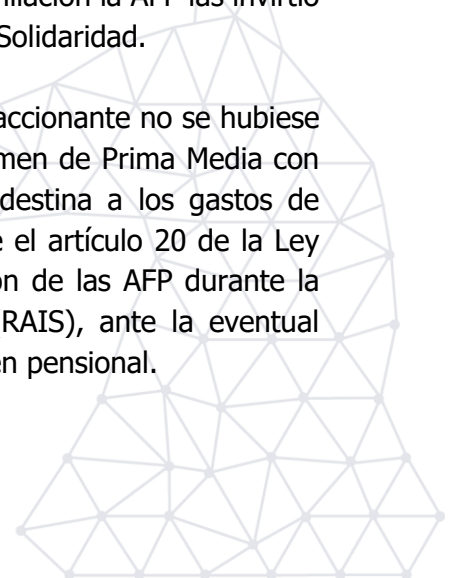 filiación la AFP las invirtió
Solidaridad.
accionante no se hubiese
men de Prima Media con
destina a los gastos de
e el artículo 20 de la Ley
ón de las AFP durante la
RAIS), ante la eventual
en pensional.